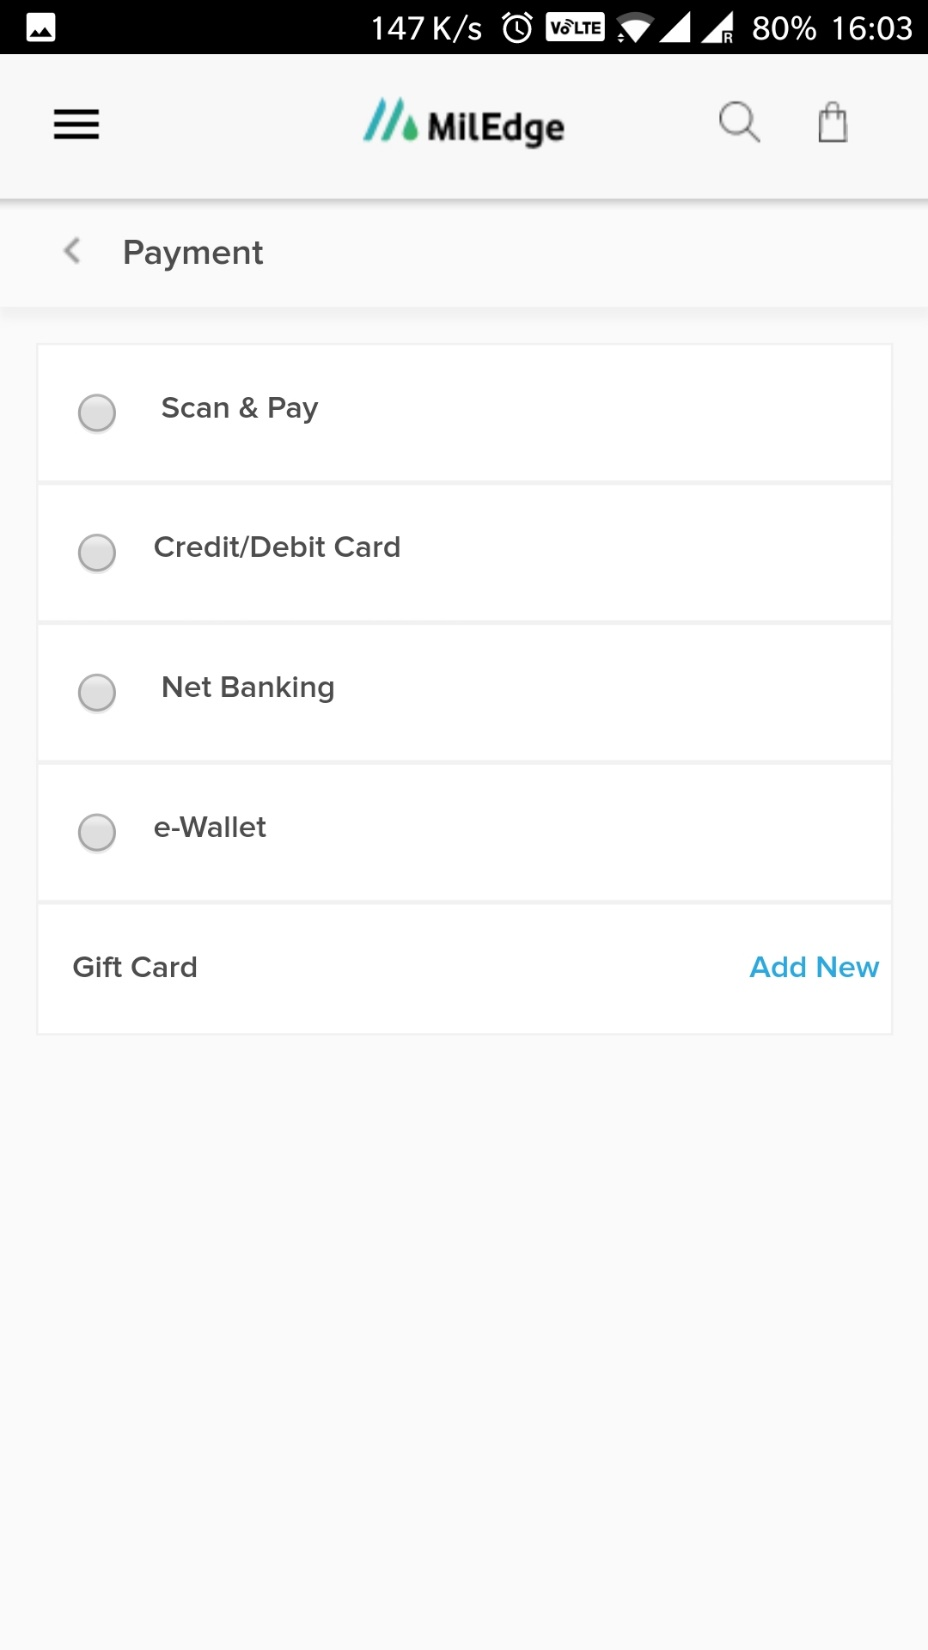 147 K/s VoLTE R 80% 16:03
MilEdge
Payment
Scan & Pay
Credit/Debit Card
Net Banking
e-Wallet
Gift Card Add New